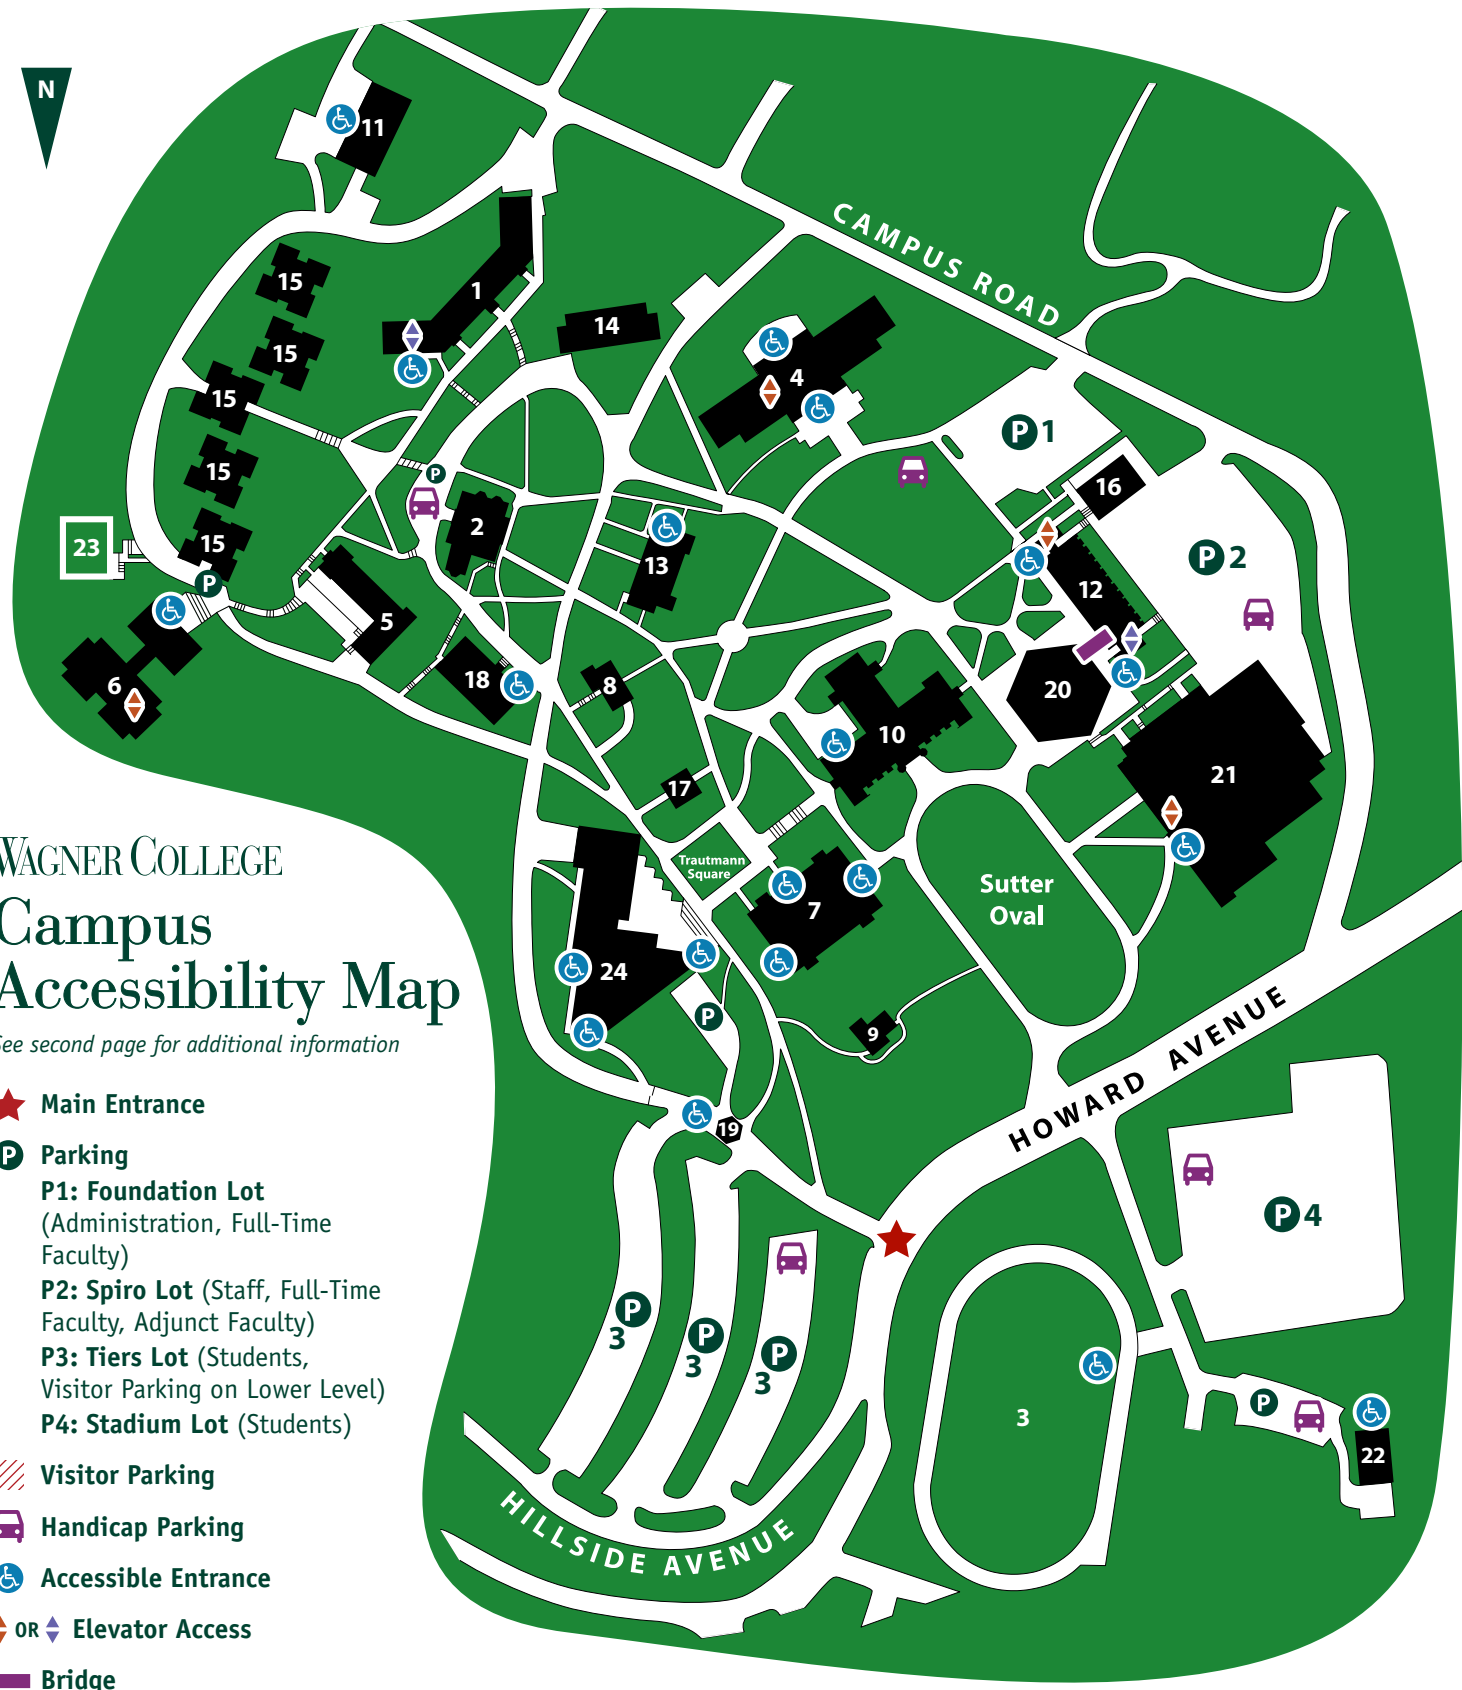 N
11
CAMPUS ROAD
15
1
14
15
4
15
P 1
15
P
16
2
23
15
13
P 2
P
12
5
6
18
8
20
10
21
17
WAGNER COLLEGE
Campus
Accessibility Map
See second page for additional information
Trautmann
Square
7
Sutter
Oval
24
P
9
HOWARD AVENUE
19
Main Entrance
P Parking
P1: Foundation Lot
(Administration, Full-Time
Faculty)
P2: Spiro Lot (Staff, Full-Time
Faculty, Adjunct Faculty)
P3: Tiers Lot (Students,
Visitor Parking on Lower Level)
P4: Stadium Lot (Students)
Visitor Parking
Handicap Parking
Accessible Entrance
OR Elevator Access
Bridge
P 4
P
3
P
3
P
3
3
P
22
HILLSIDE AVENUE